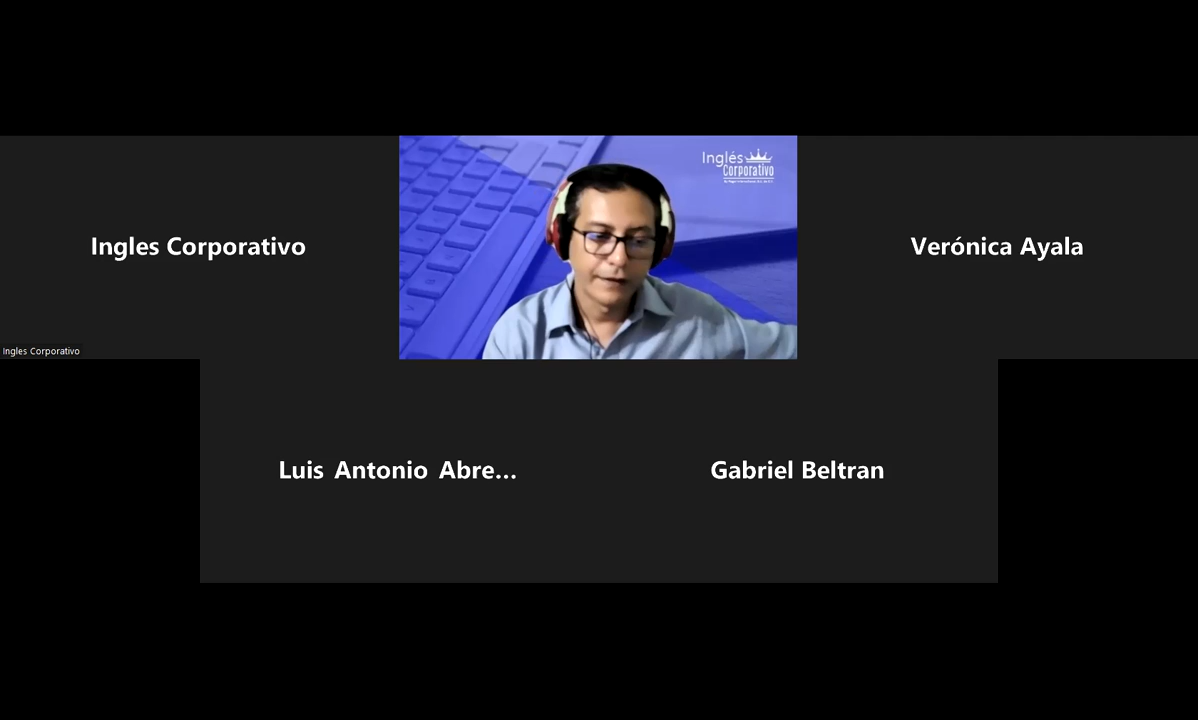 Inglés
Corporativo
Ingles Corporativo
Verónica Ayala
Ingles Corporativo
Luis Antonio Abre...
Gabriel Beltran